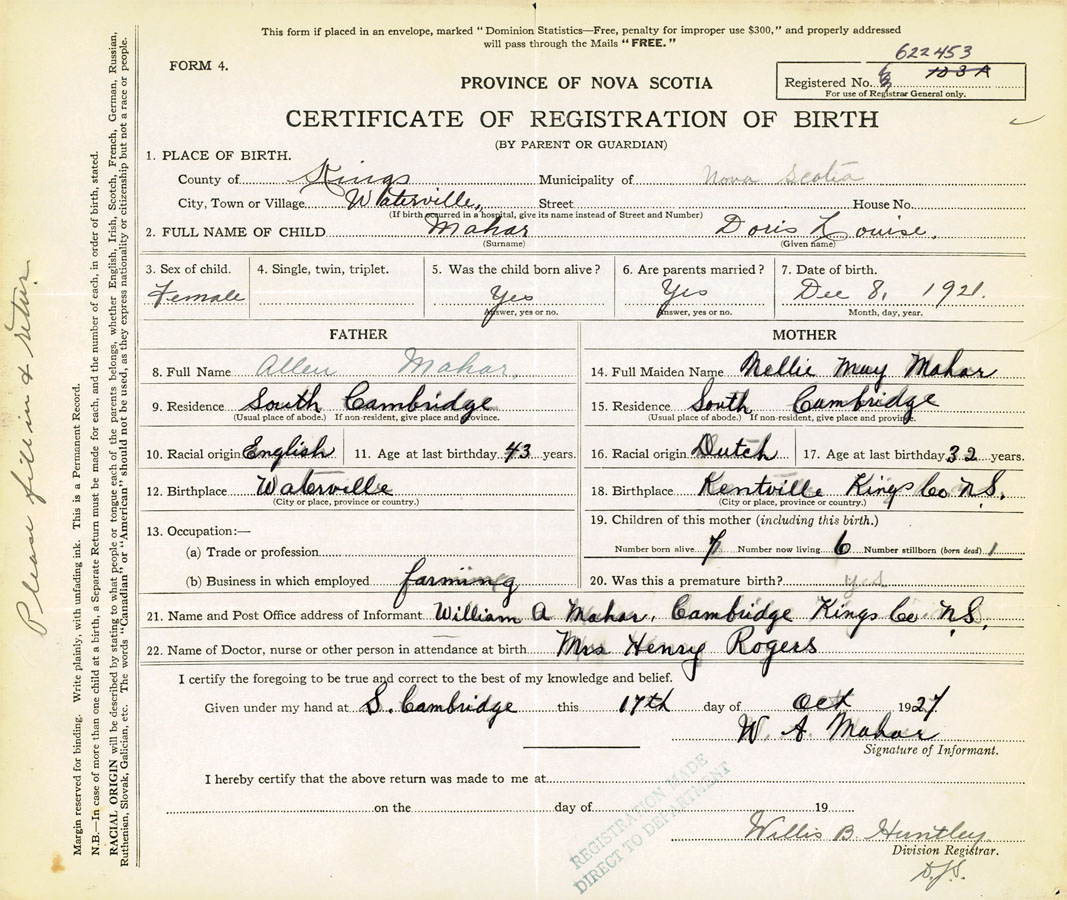 This form if placed in an envelope, marked "Dominion Statistics—Free, penalty for improper use $300," and properly addressed
will pass through the Mails "FREE."
622453
FORM 4.
PROVINCE OF NOVA SCOTIA
Registered No. 103A
For use of Registrar General only.
CERTIFICATE OF REGISTRATION OF BIRTH
(BY PARENT OR GUARDIAN)
1. PLACE OF BIRTH.
County of Kings Municipality of Nova Scotia
City, Town or Village Waterville, Street House No.
(If birth occurred in a hospital, give its name instead of Street and Number)
2. FULL NAME OF CHILD Mahar Doris Louise.
(Surname) (Given name)
3. Sex of child. 4. Single, twin, triplet. 5. Was the child born alive? 6. Are parents married? 7. Date of birth.
Female Yes Yes Dec 8, 1921.
Answer, yes or no. Answer, yes or no. Month, day, year.
FATHER MOTHER
8. Full Name Allen Mahar. 14. Full Maiden Name Nellie May Mahar
9. Residence South Cambridge 15. Residence South Cambridge
(Usual place of abode.) If non-resident, give place and province. (Usual place of abode.) If non-resident, give place and province.
10. Racial origin English 11. Age at last birthday 43 years. 16. Racial origin Dutch 17. Age at last birthday 32 years.
12. Birthplace Waterville 18. Birthplace Kentville Kings Co N.S.
(City or place, province or country.) (City or place, province or country.)
13. Occupation:— 19. Children of this mother (including this birth.)
(a) Trade or profession Number born alive 7 Number now living 6 Number stillborn (born dead) 1
(b) Business in which employed farming 20. Was this a premature birth? yes
21. Name and Post Office address of Informant William A Mahar. Cambridge Kings Co N.S.
22. Name of Doctor, nurse or other person in attendance at birth Mrs Henry Rogers
I certify the foregoing to be true and correct to the best of my knowledge and belief.
Given under my hand at S. Cambridge this 17th day of Oct 1927
W. A. Mahar
Signature of Informant.
I hereby certify that the above return was made to me at
on the day of 19
REGISTRATION MADE
DIRECT TO DEPARTMENT
Willis B. Huntley.
Division Registrar.
D.J.S.
Please fill in & return
Margin reserved for binding. Write plainly, with unfading ink. This is a Permanent Record.
N.B.—In case of more than one child at a birth, a Separate Return must be made for each, and the number of each, in order of birth, stated.
RACIAL ORIGIN will be described by stating to what people or tongue each of the parents belongs, whether English, Irish, Scotch, French, German, Russian,
Ruthenian, Slovak, Galician, etc. The words "Canadian" or "American" should not be used, as they express nationality or citizenship but not a race or people.